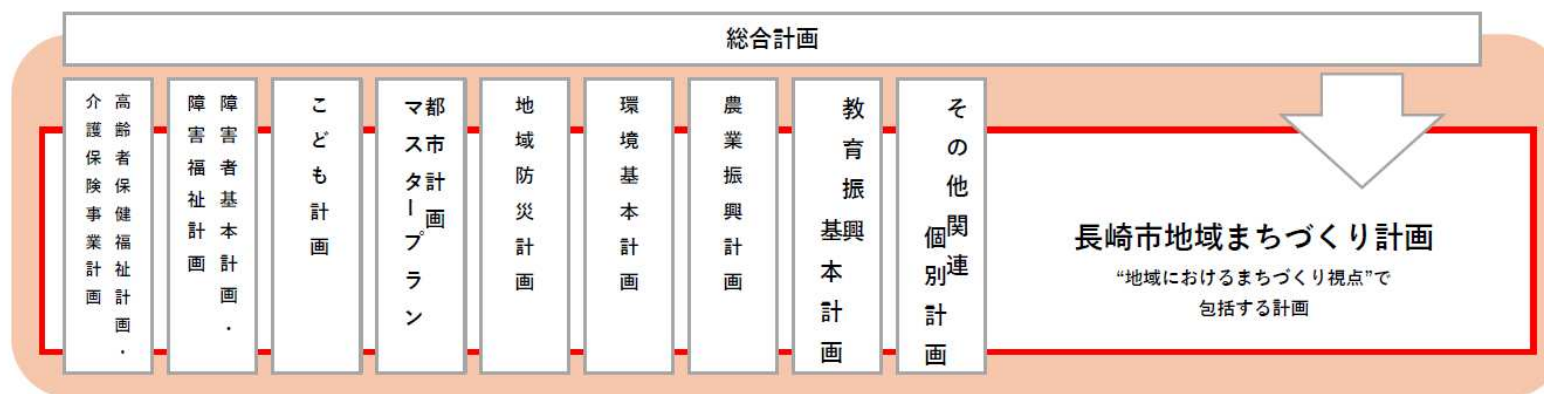 総合計画
高齢者保健福祉計画・
介護保険事業計画
障害者基本計画・
障害福祉計画
こども計画
都市計画
マスタープラン
地域防災計画
環境基本計画
農業振興計画
教育振興
基本計画
その他関連
個別計画
長崎市地域まちづくり計画
“地域におけるまちづくり視点”で
包括する計画